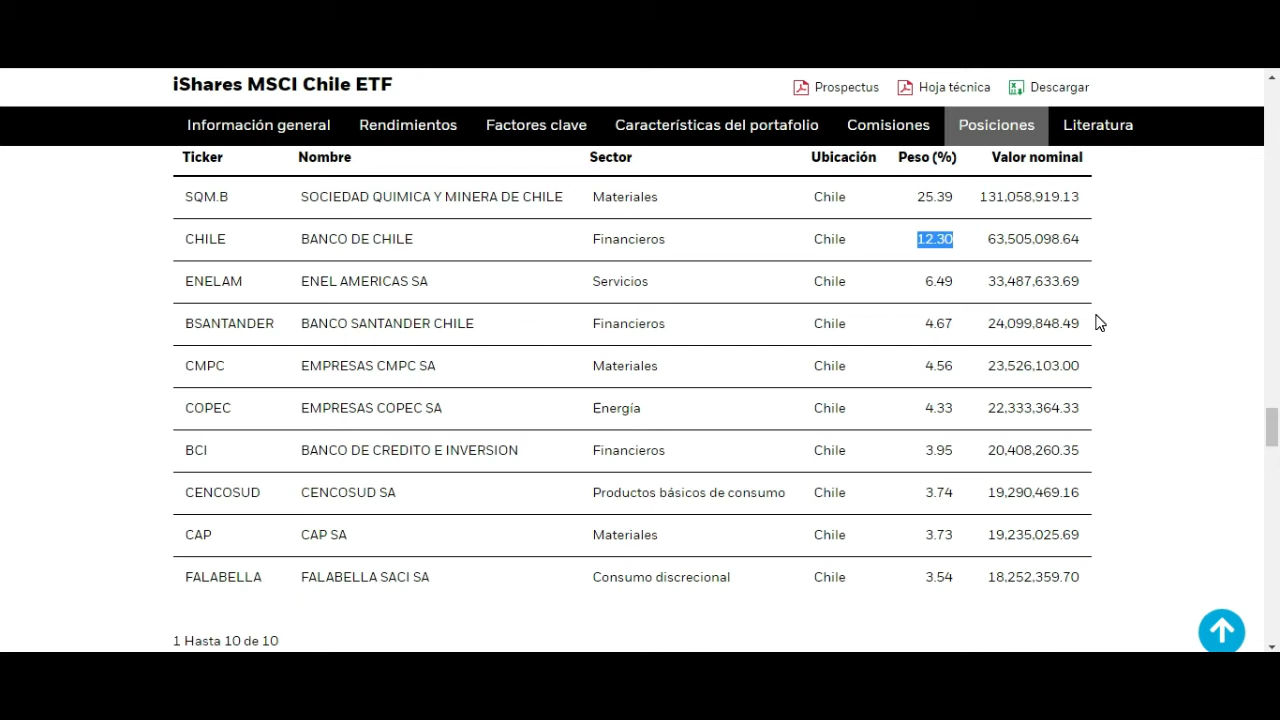 iShares MSCI Chile ETF
Prospectus Hoja técnica Descargar
Información general Rendimientos Factores clave Características del portafolio Comisiones Posiciones Literatura
Ticker Nombre Sector Ubicación Peso (%) Valor nominal
SQM.B SOCIEDAD QUIMICA Y MINERA DE CHILE Materiales Chile 25.39 131,058,919.13
CHILE BANCO DE CHILE Financieros Chile 12.30 63,505,098.64
ENELAM ENEL AMERICAS SA Servicios Chile 6.49 33,487,633.69
BSANTANDER BANCO SANTANDER CHILE Financieros Chile 4.67 24,099,848.49
CMPC EMPRESAS CMPC SA Materiales Chile 4.56 23,526,103.00
COPEC EMPRESAS COPEC SA Energía Chile 4.33 22,333,364.33
BCI BANCO DE CREDITO E INVERSION Financieros Chile 3.95 20,408,260.35
CENCOSUD CENCOSUD SA Productos básicos de consumo Chile 3.74 19,290,469.16
CAP CAP SA Materiales Chile 3.73 19,235,025.69
FALABELLA FALABELLA SACI SA Consumo discrecional Chile 3.54 18,252,359.70
1 Hasta 10 de 10